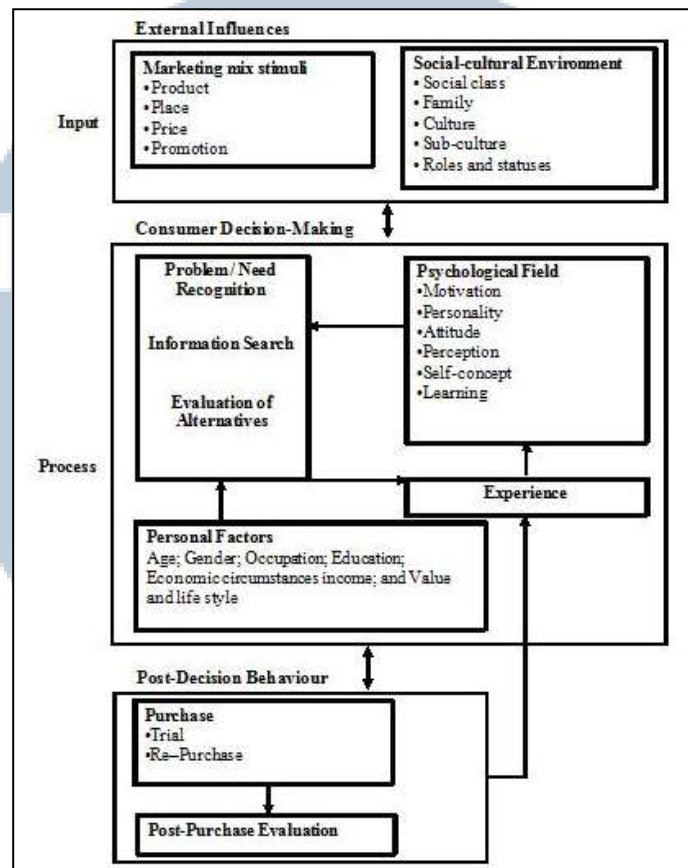 External Influences
Marketing mix stimuli
•Product
•Place
•Price
•Promotion
Social-cultural Environment
• Social class
• Family
• Culture
• Sub-culture
• Roles and statuses
Input
Consumer Decision-Making
Problem / Need
Recognition
Information Search
Evaluation of
Alternatives
Psychological Field
•Motivation
•Personality
•Attitude
•Perception
•Self-concept
•Learning
Process
Experience
Personal Factors
Age; Gender; Occupation; Education;
Economic circumstances income; and Value
and life style
Post-Decision Behaviour
Purchase
•Trial
•Re–Purchase
Post-Purchase Evaluation